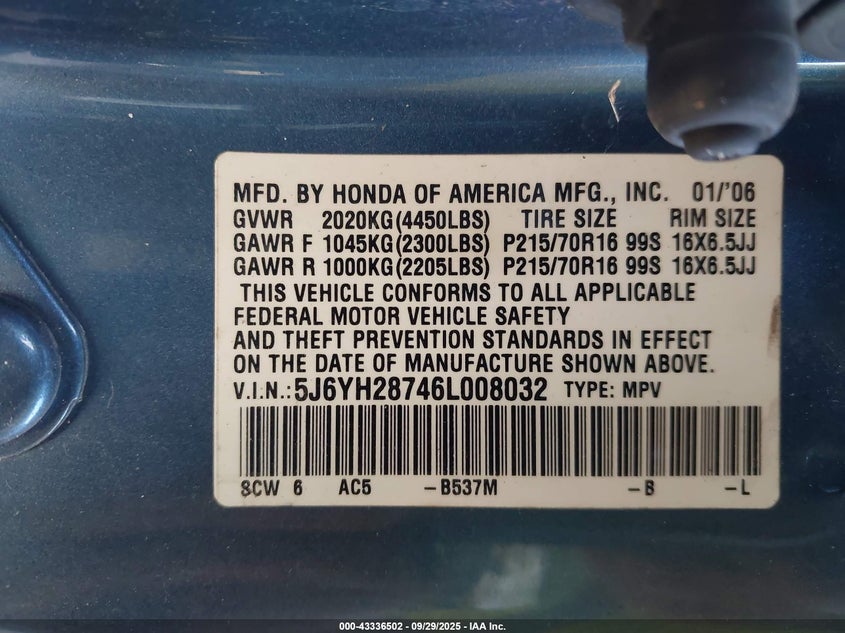 MFD. BY HONDA OF AMERICA MFG., INC. 01/'06
GVWR 2020KG(4450LBS) TIRE SIZE RIM SIZE
GAWR F 1045KG(2300LBS) P215/70R16 99S 16X6.5JJ
GAWR R 1000KG(2205LBS) P215/70R16 99S 16X6.5JJ
THIS VEHICLE CONFORMS TO ALL APPLICABLE
FEDERAL MOTOR VEHICLE SAFETY
AND THEFT PREVENTION STANDARDS IN EFFECT
ON THE DATE OF MANUFACTURE SHOWN ABOVE.
V.I.N.: 5J6YH28746L008032 TYPE: MPV
SCW 6 AC5 -B537M -B -L
000-43336502 - 09/29/2025 - IAA Inc.